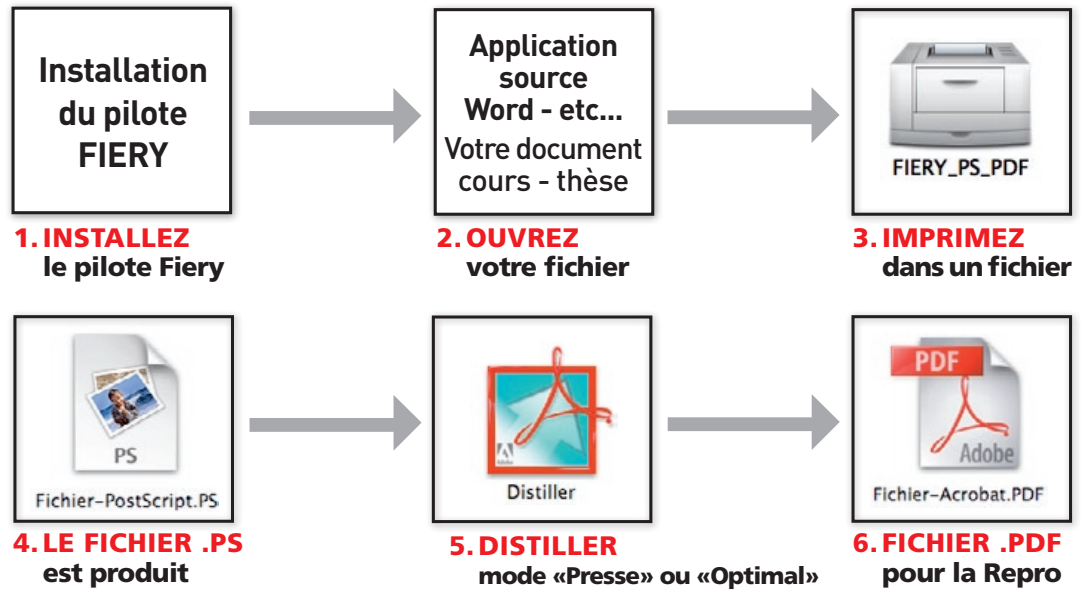 Installation
du pilote
FIERY
1. INSTALLEZ
le pilote Fiery
Application
source
Word - etc...
Votre document
cours - thèse
2. OUVREZ
votre fichier
FIERY_PS_PDF
3. IMPRIMEZ
dans un fichier
PS
Fichier-PostScript.PS
4. LE FICHIER .PS
est produit
Adobe
Distiller
5. DISTILLER
mode «Presse» ou «Optimal»
PDF
Adobe
Fichier-Acrobat.PDF
6. FICHIER .PDF
pour la Repro